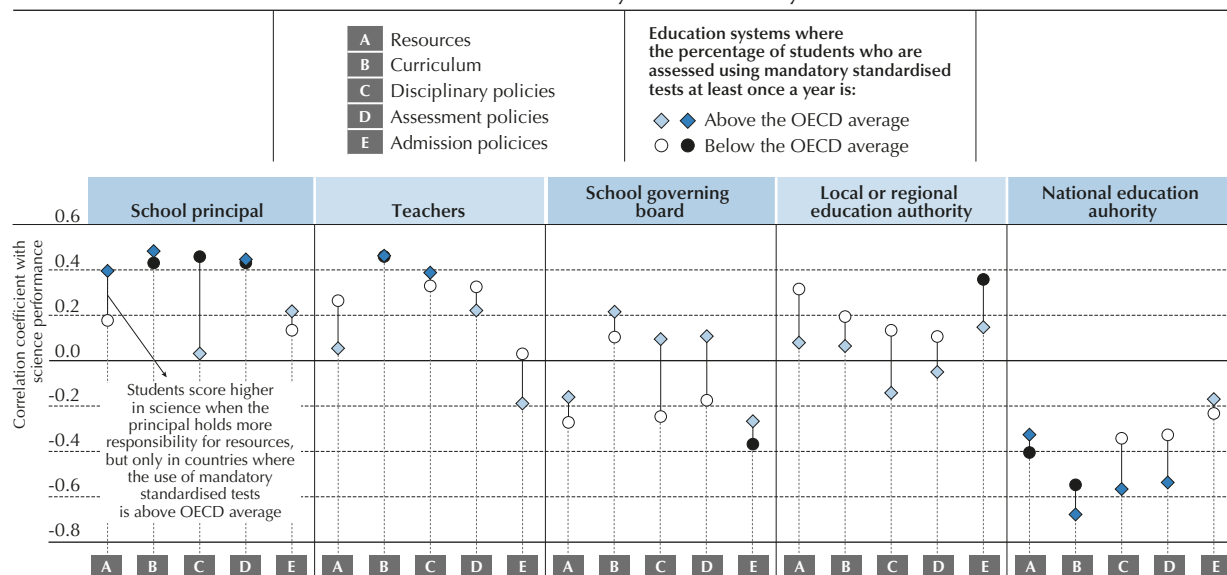 A Resources
B Curriculum
C Disciplinary policies
D Assessment policies
E Admission policices
Education systems where
the percentage of students who are
assessed using mandatory standardised
tests at least once a year is:
Above the OECD average
Below the OECD average
School principal
Teachers
School governing
board
Local or regional
education authority
National education
auhority
Correlation coefficient with
science performance
0.6
0.4
0.2
0.0
-0.2
-0.4
-0.6
-0.8
Students score higher
in science when the
principal holds more
responsibility for resources,
but only in countries where
the use of mandatory
standardised tests
is above OECD average
A B C D E A B C D E A B C D E A B C D E A B C D E